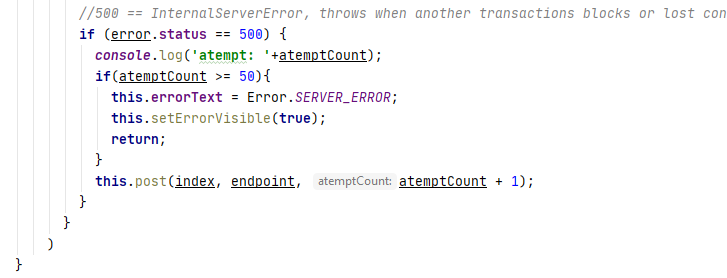 //500 == InternalServerError, throws when another transactions blocks or lost con
if (error.status == 500) {
console.log('atempt: '+atemptCount);
if(atemptCount >= 50){
this.errorText = Error.SERVER_ERROR;
this.setErrorVisible(true);
return;
}
this.post(index, endpoint, atemptCount: atemptCount + 1);
}
}
)
}